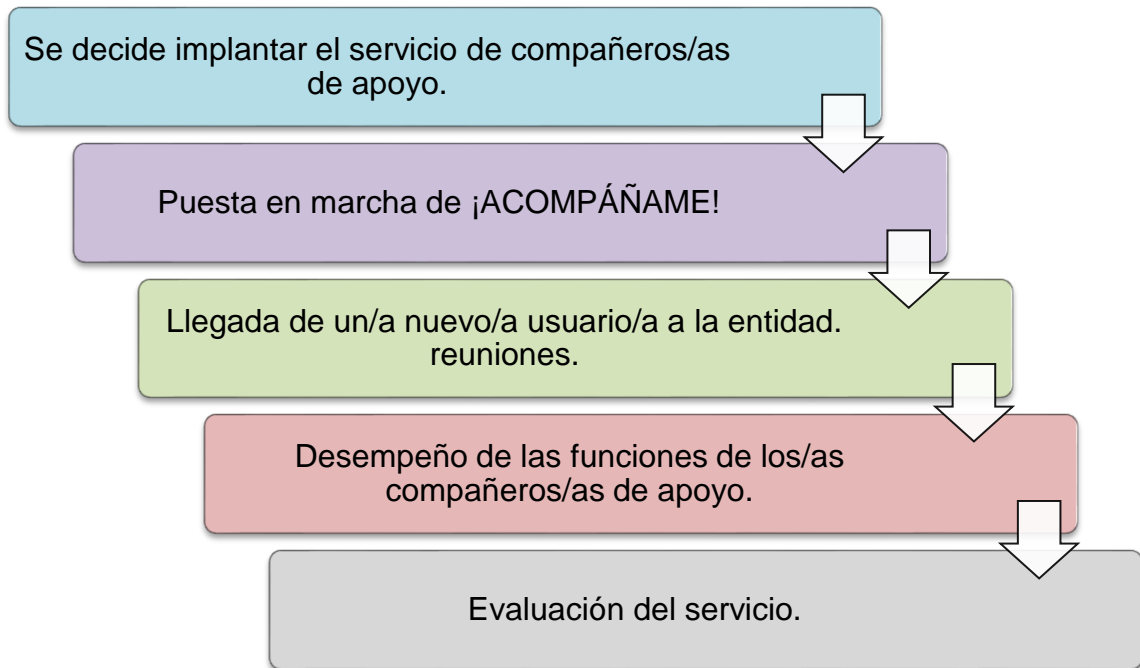 Se decide implantar el servicio de compañeros/as
de apoyo.
Puesta en marcha de ¡ACOMPÁÑAME!
Llegada de un/a nuevo/a usuario/a a la entidad.
reuniones.
Desempeño de las funciones de los/as
compañeros/as de apoyo.
Evaluación del servicio.